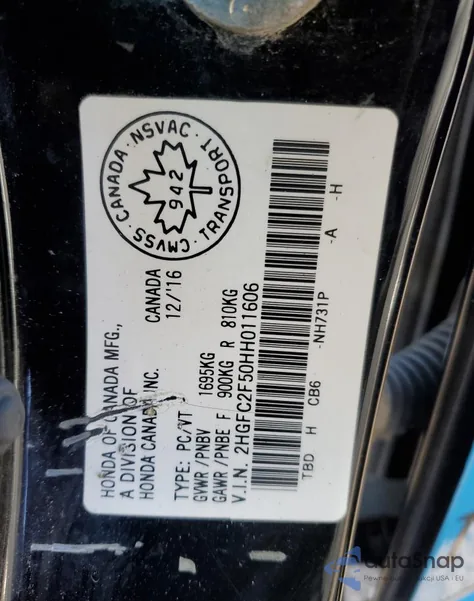 HONDA OF CANADA MFG.,
A DIVISION OF
HONDA CANADA INC.
CANADA
12/'16
CMVSS · CANADA · NSVAC · TRANSPORT ·
942
TYPE: PC/VT
GVWR /PNBV 1695KG
GAWR /PNBE F 900KG R 810KG
V.I.N. 2HGFC2F50HH011606
TBD H CB6 -NH731P -A -H
autoSnap